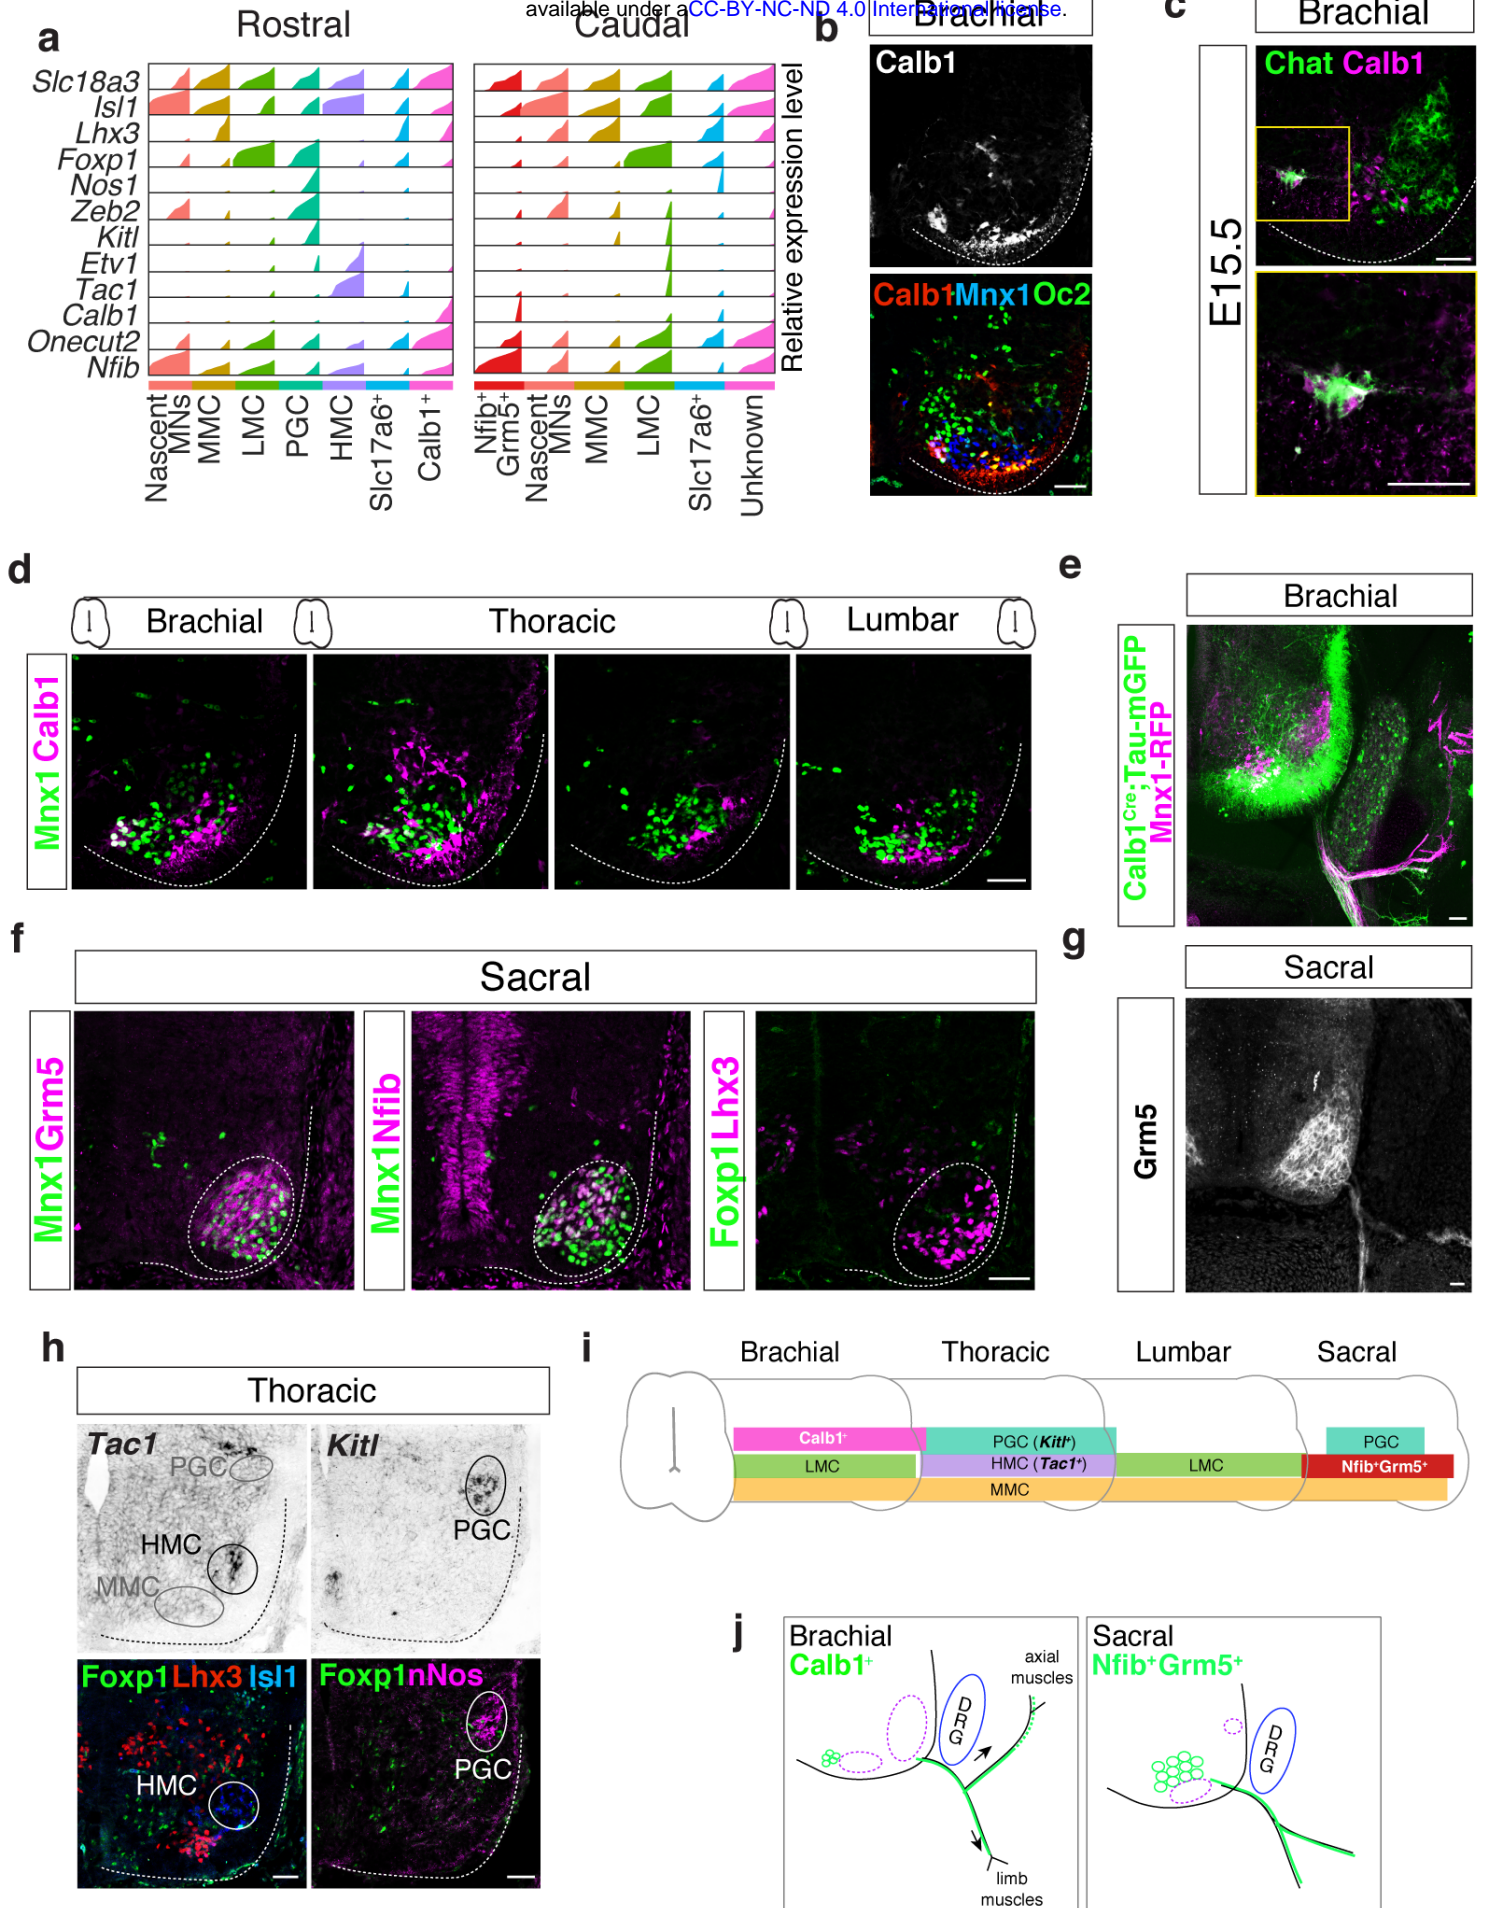 available under aCC-BY-NC-ND 4.0 International license.
a
Rostral
Caudal
Slc18a3
Isl1
Lhx3
Foxp1
Nos1
Zeb2
Kitl
Etv1
Tac1
Calb1
Onecut2
Nfib
Relative expression level
Nascent
MNs
MMC
LMC
PGC
HMC
Slc17a6+
Calb1+
Nfib+
Grm5+
Nascent
MNs
MMC
LMC
Slc17a6+
Unknown
b
Brachial
Calb1
Calb1Mnx1Oc2
c
Brachial
E15.5
Chat Calb1
d
Brachial
Thoracic
Lumbar
Mnx1 Calb1
e
Brachial
Calb1Cre;Tau-mGFP
Mnx1-RFP
f
Sacral
Mnx1Grm5
Mnx1Nfib
Foxp1Lhx3
g
Sacral
Grm5
h
Thoracic
Tac1
PGC
HMC
MMC
Kitl
PGC
Foxp1Lhx3 Isl1
HMC
Foxp1nNos
PGC
i
Brachial
Thoracic
Lumbar
Sacral
Calb1+
PGC (Kitl+)
PGC
LMC
HMC (Tac1+)
LMC
Nfib+Grm5+
MMC
j
Brachial
Calb1+
DRG
axial
muscles
limb
muscles
Sacral
Nfib+Grm5+
DRG